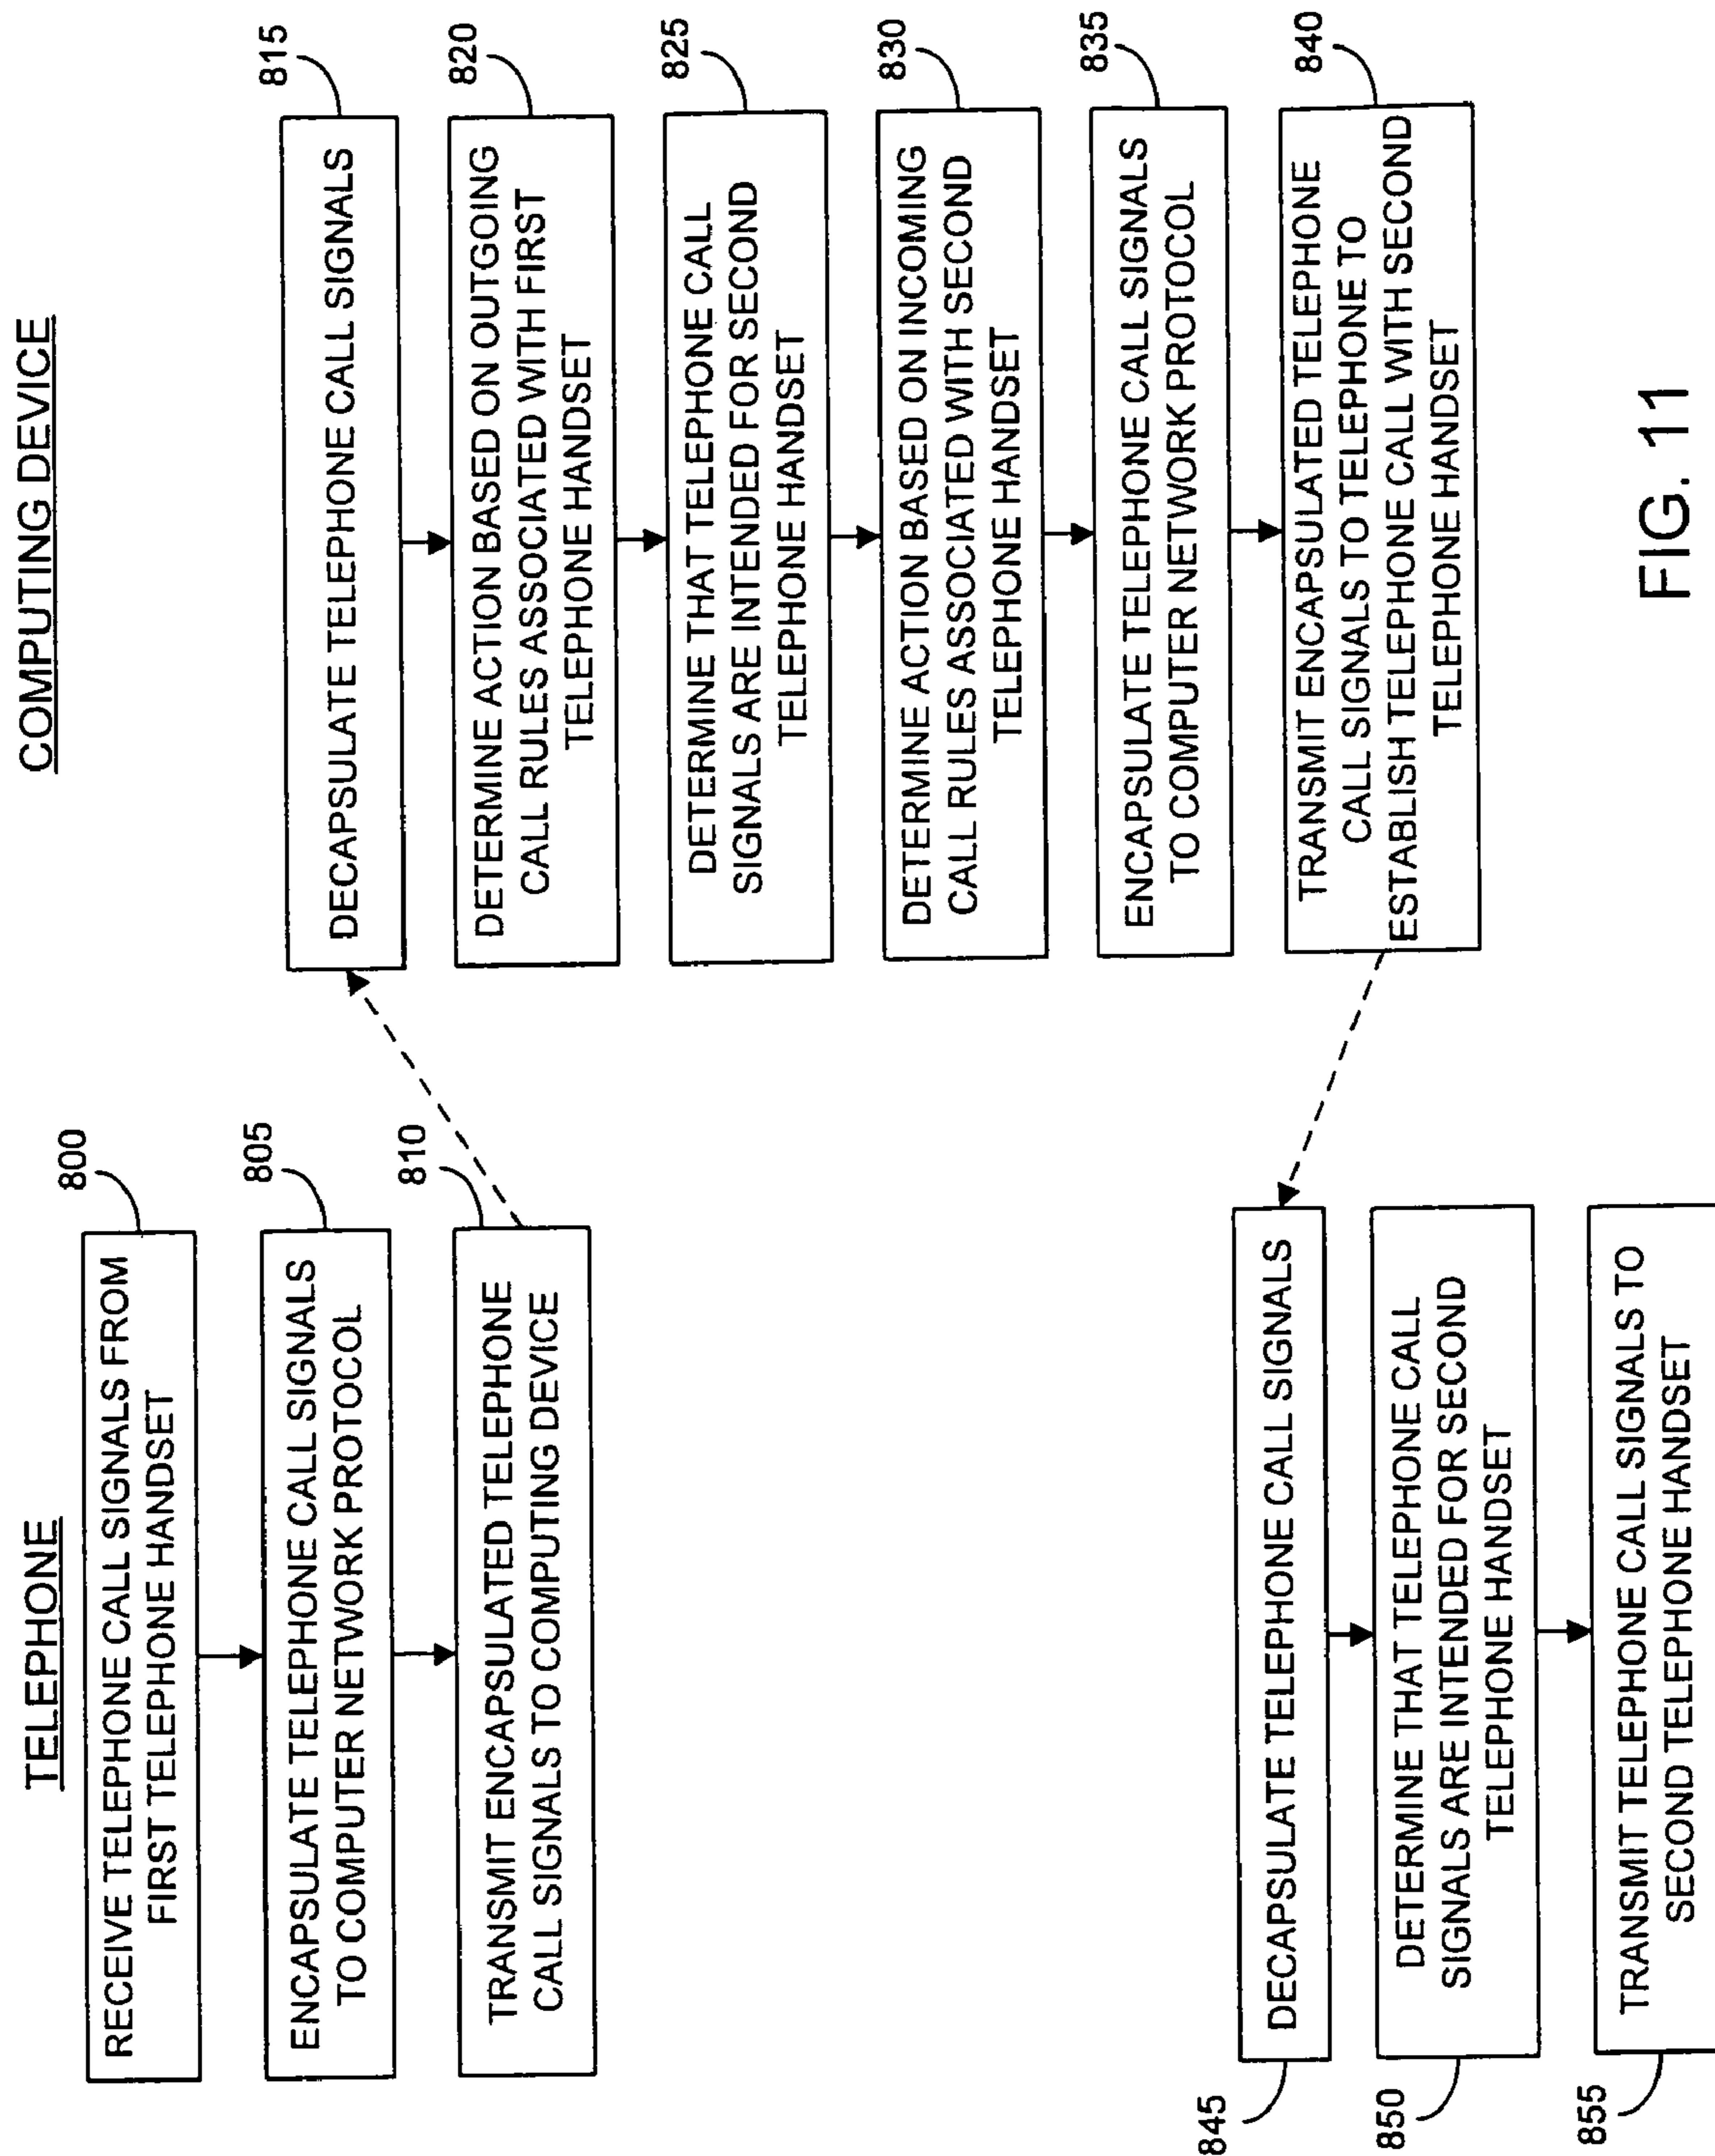 TELEPHONE
RECEIVE TELEPHONE CALL SIGNALS FROM
FIRST TELEPHONE HANDSET
800
ENCAPSULATE TELEPHONE CALL SIGNALS
TO COMPUTER NETWORK PROTOCOL
805
TRANSMIT ENCAPSULATED TELEPHONE
CALL SIGNALS TO COMPUTING DEVICE
810
COMPUTING DEVICE
DECAPSULATE TELEPHONE CALL SIGNALS
815
DETERMINE ACTION BASED ON OUTGOING
CALL RULES ASSOCIATED WITH FIRST
TELEPHONE HANDSET
820
DETERMINE THAT TELEPHONE CALL
SIGNALS ARE INTENDED FOR SECOND
TELEPHONE HANDSET
825
DETERMINE ACTION BASED ON INCOMING
CALL RULES ASSOCIATED WITH SECOND
TELEPHONE HANDSET
830
ENCAPSULATE TELEPHONE CALL SIGNALS
TO COMPUTER NETWORK PROTOCOL
835
TRANSMIT ENCAPSULATED TELEPHONE
CALL SIGNALS TO TELEPHONE TO
ESTABLISH TELEPHONE CALL WITH SECOND
TELEPHONE HANDSET
840
DECAPSULATE TELEPHONE CALL SIGNALS
845
DETERMINE THAT TELEPHONE CALL
SIGNALS ARE INTENDED FOR SECOND
TELEPHONE HANDSET
850
TRANSMIT TELEPHONE CALL SIGNALS TO
SECOND TELEPHONE HANDSET
855
FIG. 11